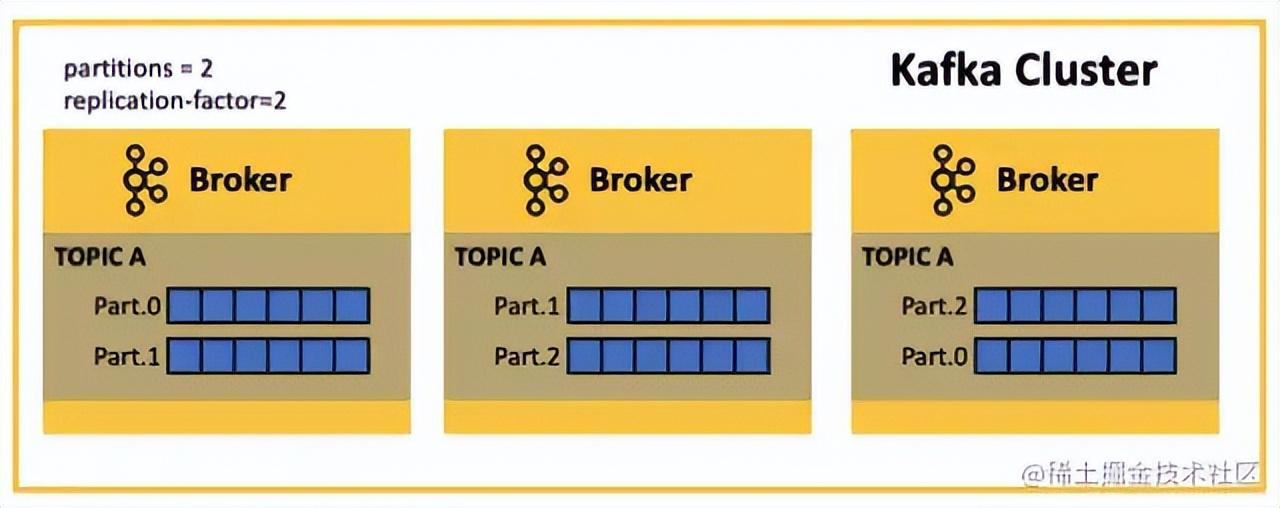 partitions = 2
replication-factor=2
Kafka Cluster
Broker
TOPIC A
Part.0
Part.1
Broker
TOPIC A
Part.1
Part.2
Broker
TOPIC A
Part.2
Part.0
@稀土掘金技术社区